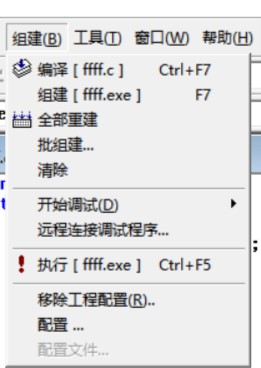 组建(B) 工具(T) 窗口(W) 帮助(H)
编译 [ ffff.c ] Ctrl+F7
组建 [ ffff.exe ] F7
全部重建
批组建...
清除
开始调试(D)
远程连接调试程序...
执行 [ ffff.exe ] Ctrl+F5
移除工程配置(R)..
配置 ...
配置文件...
;